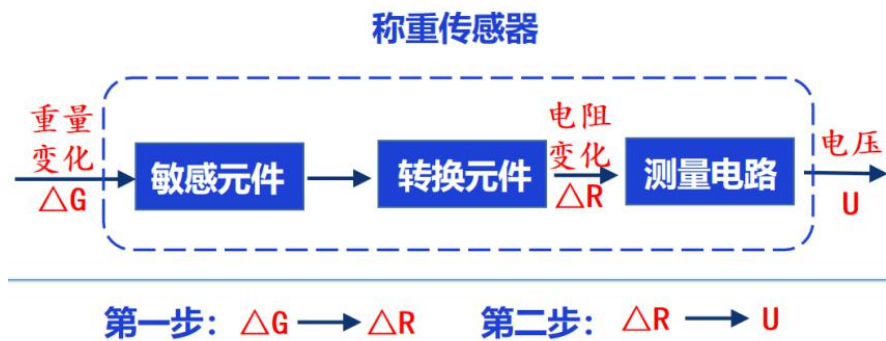 称重传感器
重量
变化
△G
敏感元件
转换元件
电阻
变化
△R
测量电路
电压
U
第一步：△G → △R 第二步：△R → U